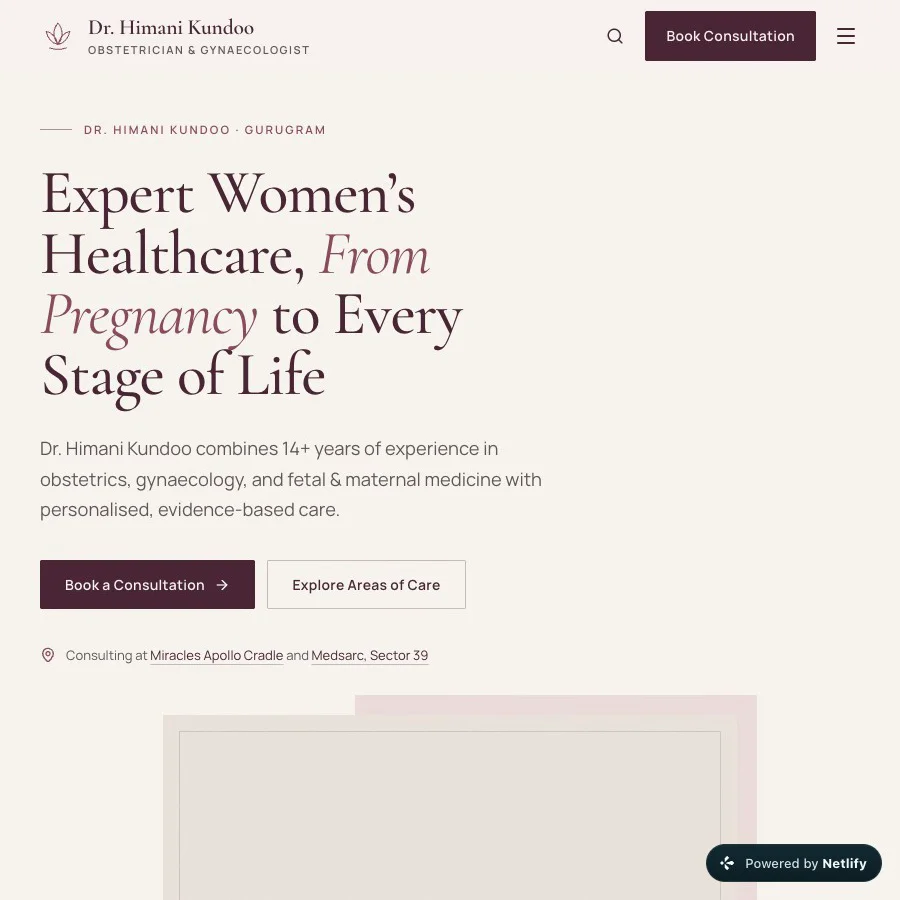 Dr. Himani Kundoo
OBSTETRICIAN & GYNAECOLOGIST
Book Consultation
DR. HIMANI KUNDOO · GURUGRAM
Expert Women’s
Healthcare, From
Pregnancy to Every
Stage of Life
Dr. Himani Kundoo combines 14+ years of experience in
obstetrics, gynaecology, and fetal & maternal medicine with
personalised, evidence-based care.
Book a Consultation →
Explore Areas of Care
Consulting at Miracles Apollo Cradle and Medsarc, Sector 39
Powered by Netlify